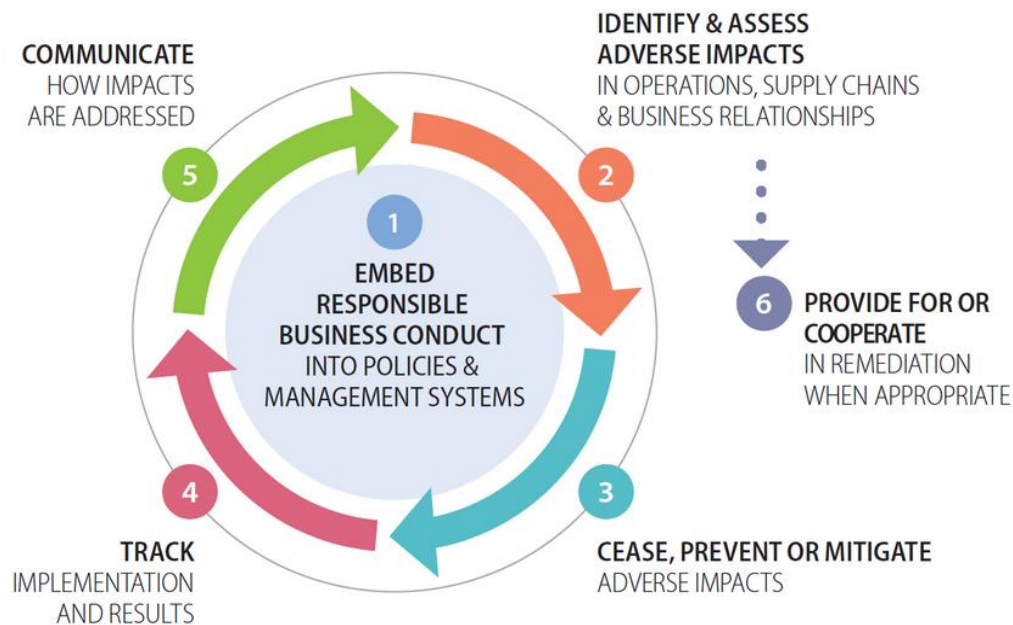 1
EMBED
RESPONSIBLE
BUSINESS CONDUCT
INTO POLICIES &
MANAGEMENT SYSTEMS
2
IDENTIFY & ASSESS
ADVERSE IMPACTS
IN OPERATIONS, SUPPLY CHAINS
& BUSINESS RELATIONSHIPS
3
CEASE, PREVENT OR MITIGATE
ADVERSE IMPACTS
4
TRACK
IMPLEMENTATION
AND RESULTS
5
COMMUNICATE
HOW IMPACTS
ARE ADDRESSED
6
PROVIDE FOR OR
COOPERATE
IN REMEDIATION
WHEN APPROPRIATE